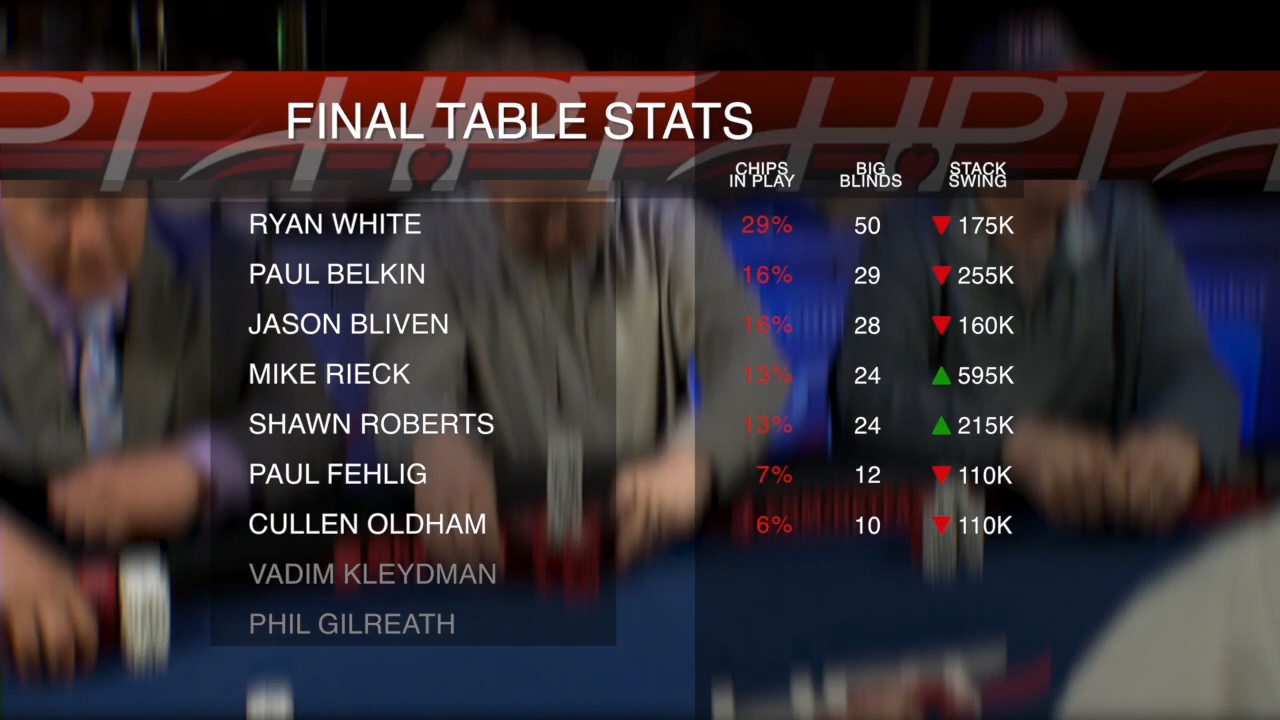 HPT
FINAL TABLE STATS
CHIPS IN PLAY BIG BLINDS STACK SWING
RYAN WHITE 29% 50 ▼ 175K
PAUL BELKIN 16% 29 ▼ 255K
JASON BLIVEN 16% 28 ▼ 160K
MIKE RIECK 13% 24 ▲ 595K
SHAWN ROBERTS 13% 24 ▲ 215K
PAUL FEHLIG 7% 12 ▼ 110K
CULLEN OLDHAM 6% 10 ▼ 110K
VADIM KLEYDMAN
PHIL GILREATH